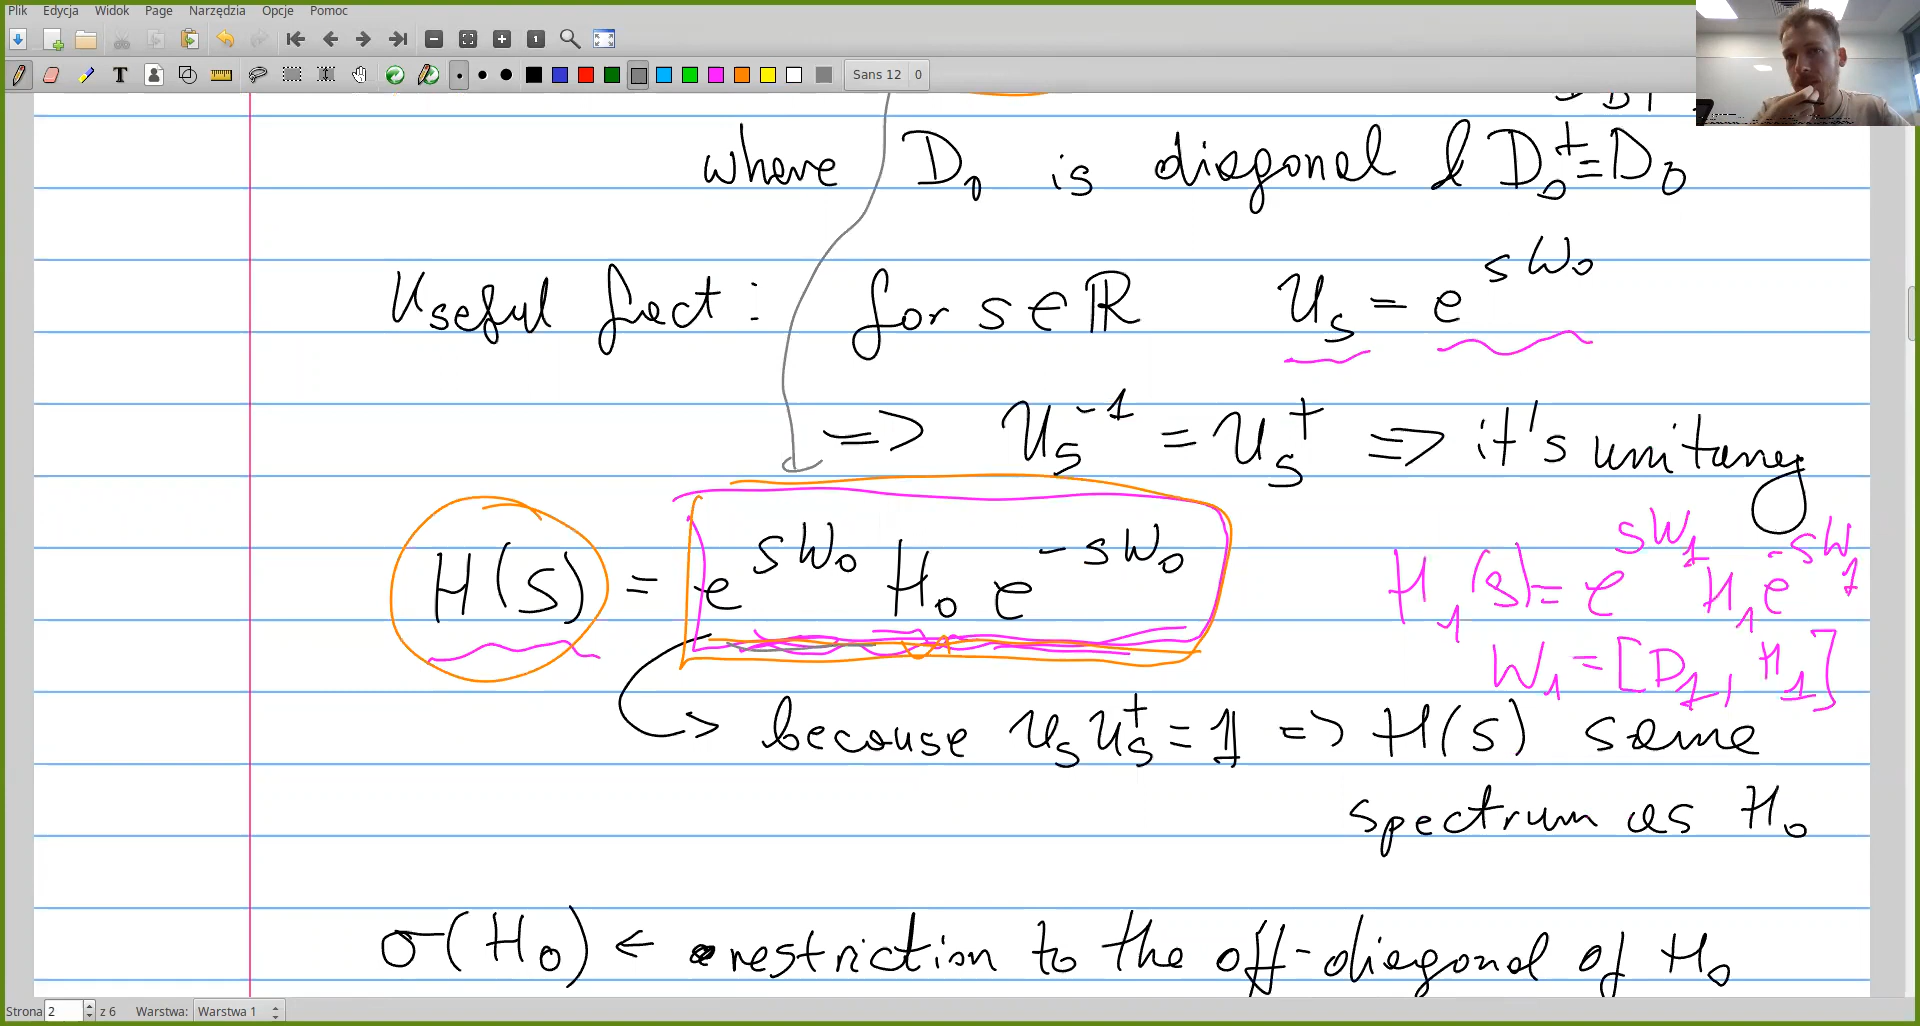 Plik Edycja Widok Page Narzędzia Opcje Pomoc
Sans 12 0
where D₀ is diagonal & D₀† = D₀
Useful fact: for s ∈ ℝ U_s = e^{sW₀}
=> U_s^{-1} = U_s† => it's unitary
H(s) = e^{sW₀} H₀ e^{-sW₀}
H₁(s) = e^{sW₁} H₁ e^{-sW₁}
W₁ = [D₁, H₁]
because U_s U_s† = 𝟙 => H(s) same
spectrum as H₀
σ(H₀) ← restriction to the off-diagonal of H₀
Strona 2 z 6 Warstwa: Warstwa 1